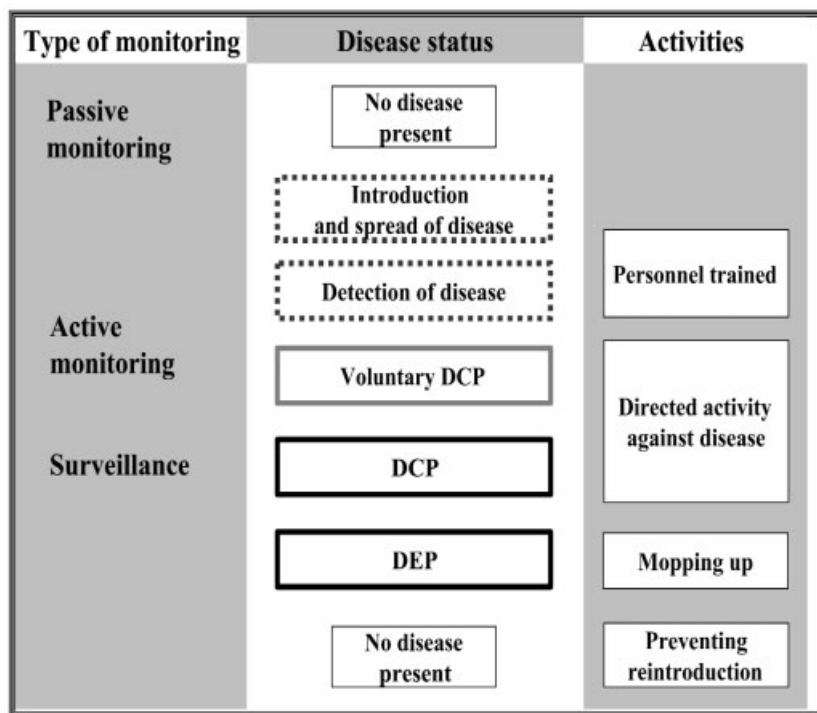 Type of monitoring
Disease status
Activities
Passive
monitoring
No disease
present
Introduction
and spread of disease
Personnel trained
Detection of disease
Active
monitoring
Voluntary DCP
Directed activity
against disease
Surveillance
DCP
DEP
Mopping up
No disease
present
Preventing
reintroduction